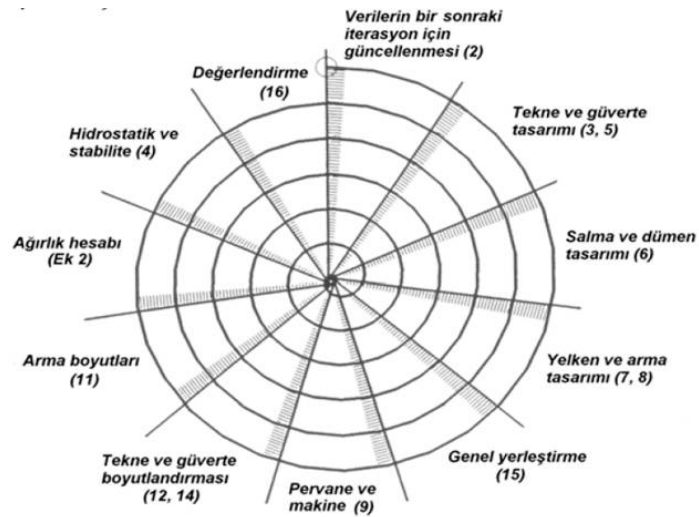 Verilerin bir sonraki
iterasyon için
güncellenmesi (2)
Tekne ve güverte
tasarımı (3, 5)
Salma ve dümen
tasarımı (6)
Yelken ve arma
tasarımı (7, 8)
Genel yerleştirme
(15)
Pervane ve
makine (9)
Tekne ve güverte
boyutlandırması
(12, 14)
Arma boyutları
(11)
Ağırlık hesabı
(Ek 2)
Hidrostatik ve
stabilite (4)
Değerlendirme
(16)